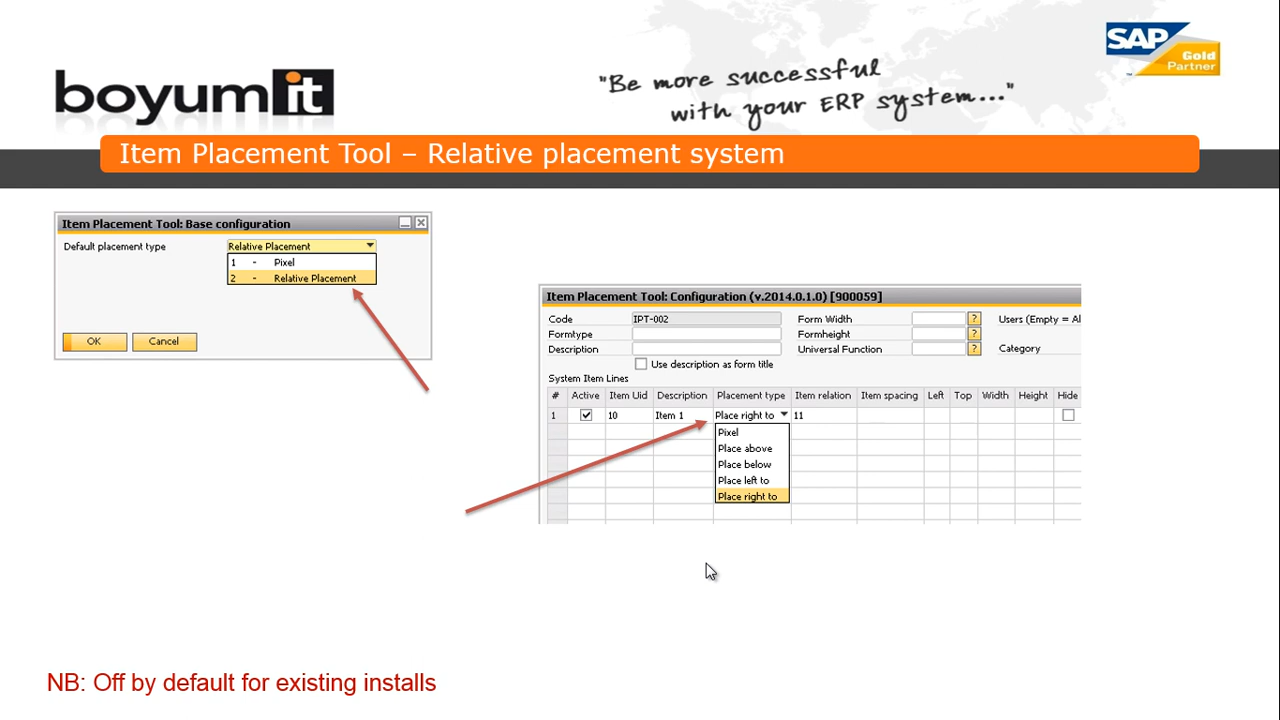 boyum it
"Be more successful
with your ERP system..."
SAP Gold
Partner
Item Placement Tool – Relative placement system
Item Placement Tool: Base configuration
Default placement type Relative Placement
1 - Pixel
2 - Relative Placement
OK Cancel
Item Placement Tool: Configuration (v.2014.0.1.0) [900059]
Code IPT-002 Form Width ? Users (Empty = Al
Formtype Formheight ?
Description Universal Function ? Category
Use description as form title
System Item Lines
# Active Item Uid Description Placement type Item relation Item spacing Left Top Width Height Hide
1 10 Item 1 Place right to 11
Pixel
Place above
Place below
Place left to
Place right to
NB: Off by default for existing installs